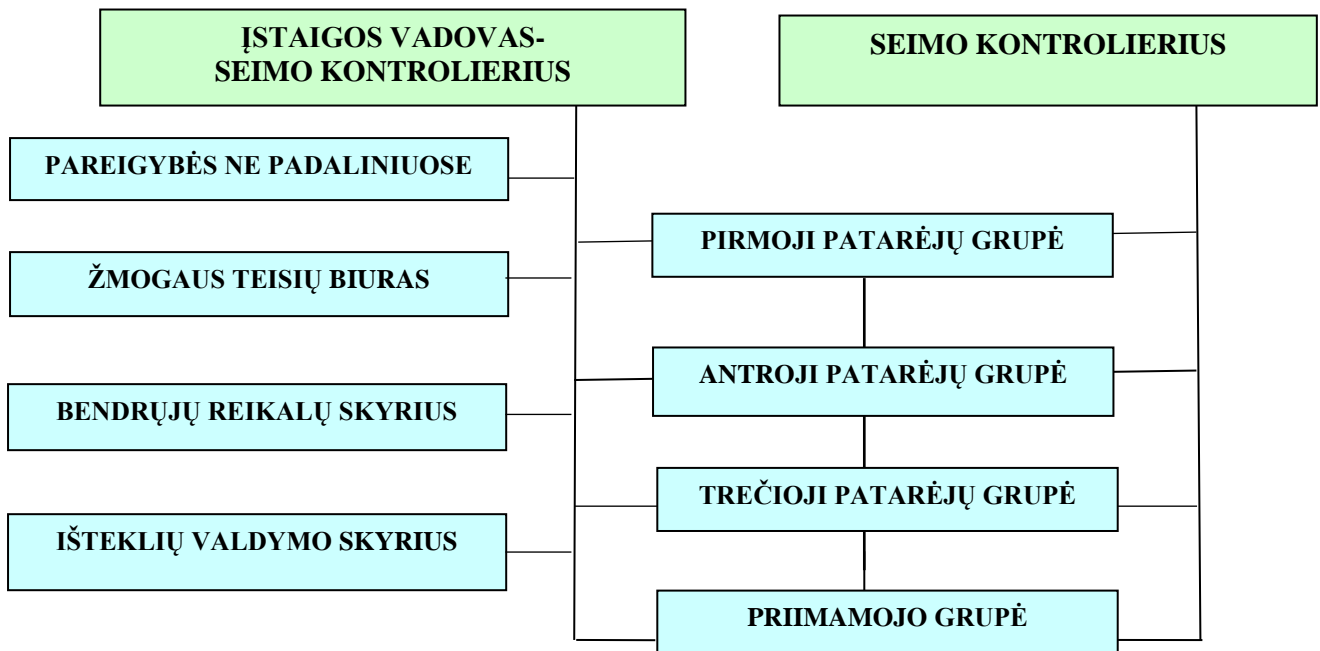 ĮSTAIGOS VADOVAS-
SEIMO KONTROLIERIUS
SEIMO KONTROLIERIUS
PAREIGYBĖS NE PADALINIUOSE
ŽMOGAUS TEISIŲ BIURAS
BENDRŲJŲ REIKALŲ SKYRIUS
IŠTEKLIŲ VALDYMO SKYRIUS
PIRMOJI PATARĖJŲ GRUPĖ
ANTROJI PATARĖJŲ GRUPĖ
TREČIOJI PATARĖJŲ GRUPĖ
PRIIMAMOJO GRUPĖ